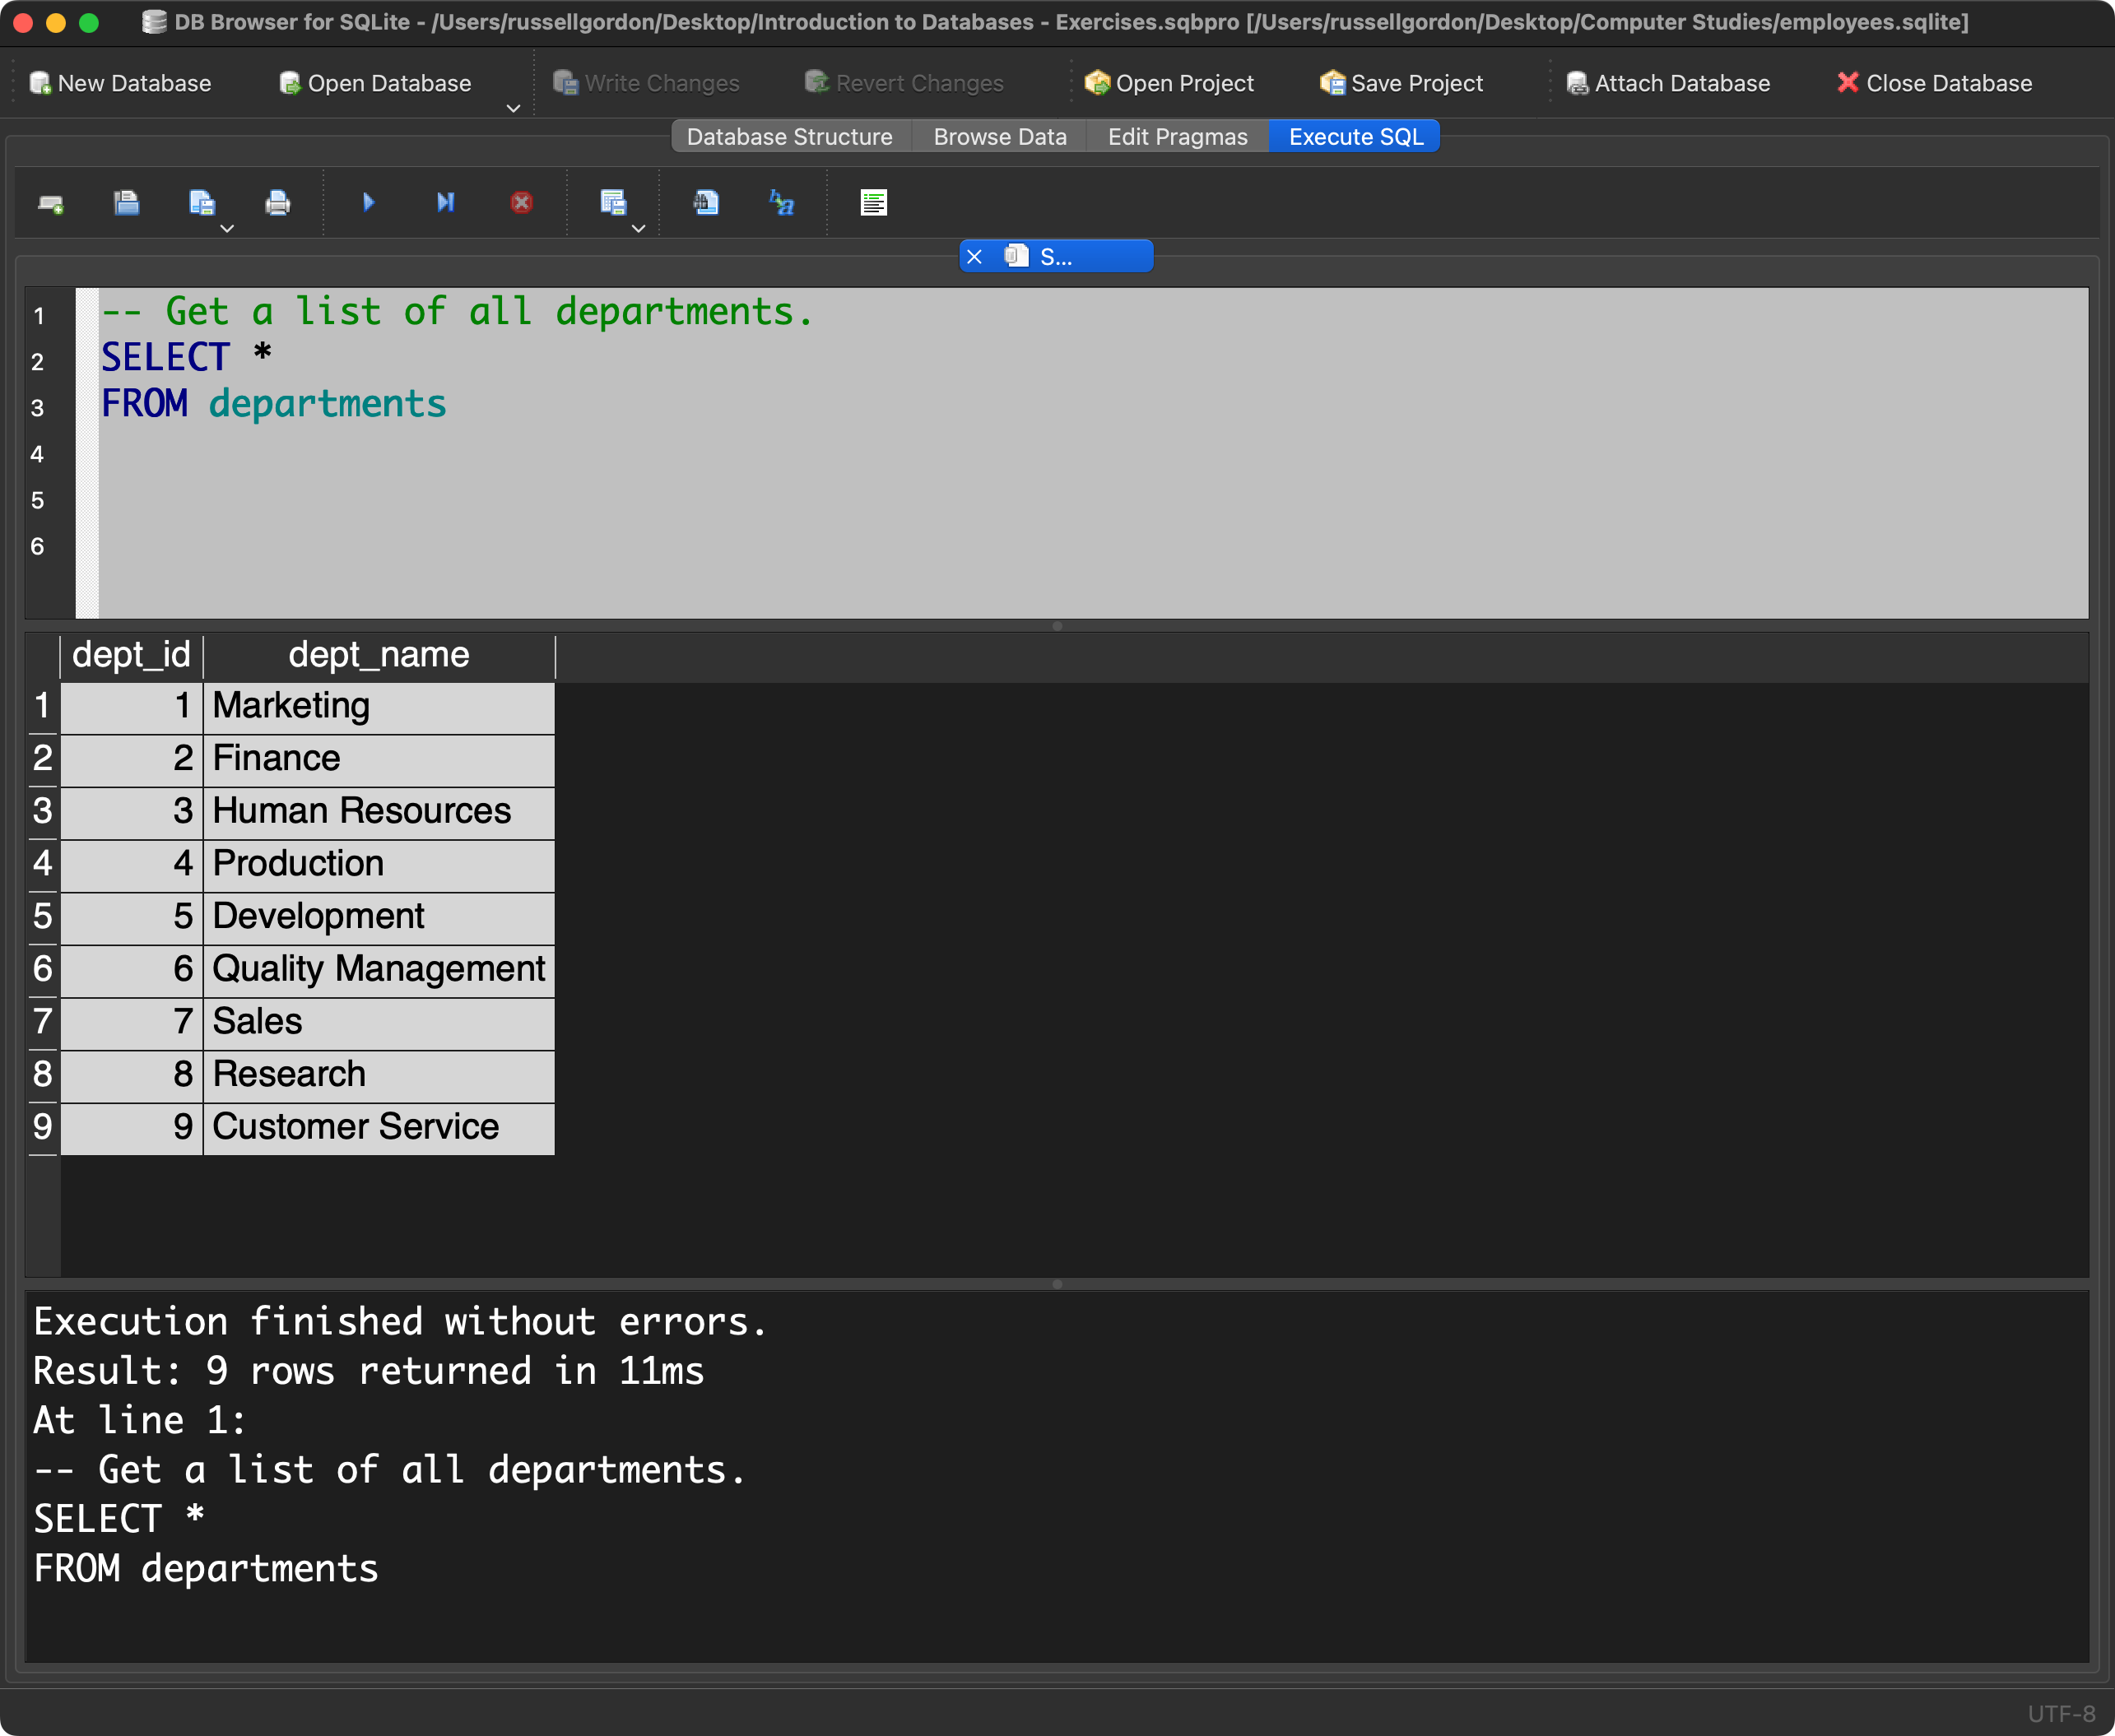 DB Browser for SQLite - /Users/russellgordon/Desktop/Introduction to Databases - Exercises.sqbpro [/Users/russellgordon/Desktop/Computer Studies/employees.sqlite]
New Database Open Database Write Changes Revert Changes Open Project Save Project Attach Database Close Database
Database Structure Browse Data Edit Pragmas Execute SQL
S...
1 -- Get a list of all departments.
2 SELECT *
3 FROM departments
4
5
6
dept_id dept_name
1 1 Marketing
2 2 Finance
3 3 Human Resources
4 4 Production
5 5 Development
6 6 Quality Management
7 7 Sales
8 8 Research
9 9 Customer Service
Execution finished without errors.
Result: 9 rows returned in 11ms
At line 1:
-- Get a list of all departments.
SELECT *
FROM departments
UTF-8